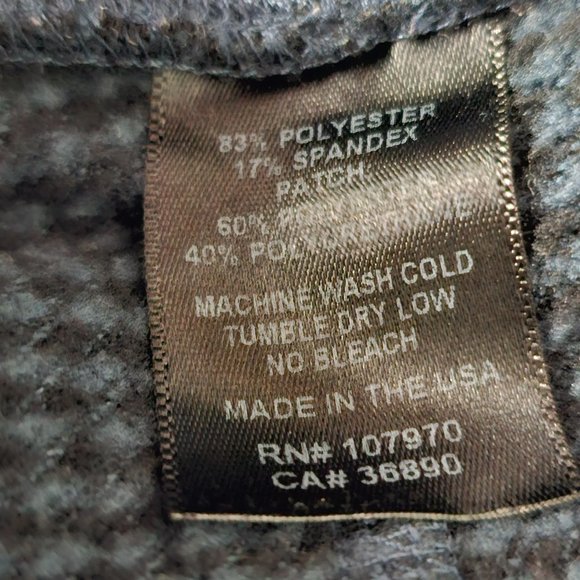 83% POLYESTER
17% SPANDEX
PATCH
60%
40%
MACHINE WASH COLD
TUMBLE DRY LOW
NO BLEACH
MADE IN THE USA
RN# 107970
CA# 36890